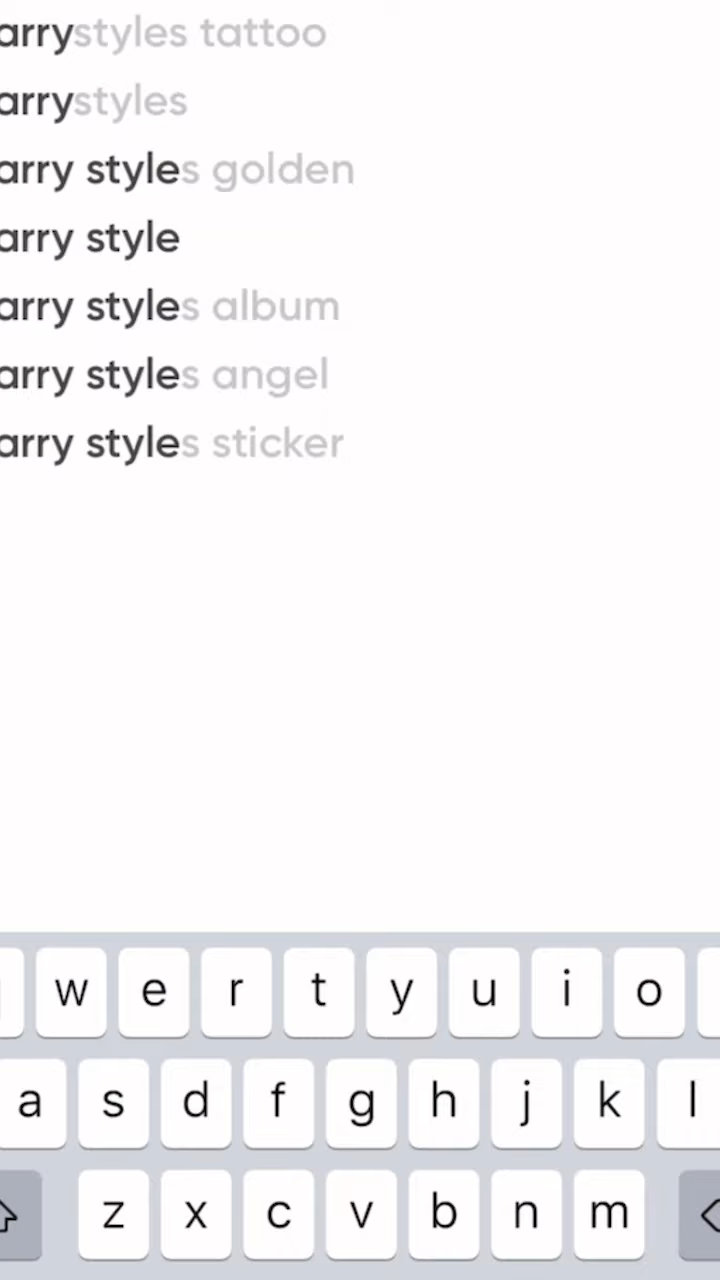 arrystyles tattoo
arrystyles
arry styles golden
arry style
arry styles album
arry styles angel
arry styles sticker
w e r t y u i o
a s d f g h j k l
z x c v b n m